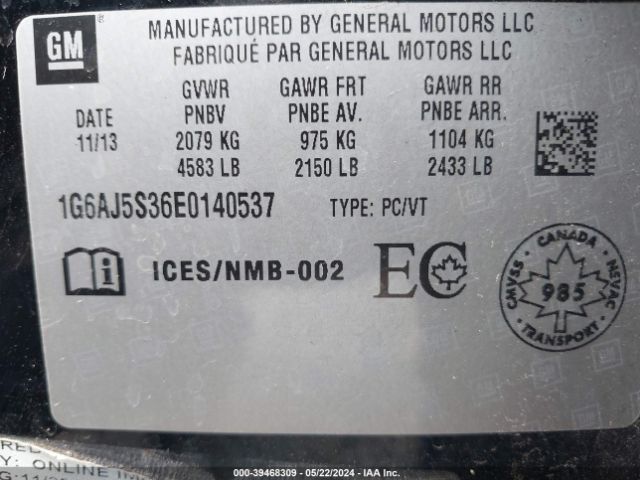 GM
MANUFACTURED BY GENERAL MOTORS LLC
FABRIQUÉ PAR GENERAL MOTORS LLC
GVWR GAWR FRT GAWR RR
DATE PNBV PNBE AV. PNBE ARR.
11/13 2079 KG 975 KG 1104 KG
4583 LB 2150 LB 2433 LB
1G6AJ5S36E0140537 TYPE: PC/VT
ICES/NMB-002 EC
CANADA
CMVSS 985 NSVAC
TRANSPORT
ONLINE
000-39468309 - 05/22/2024 - IAA Inc.